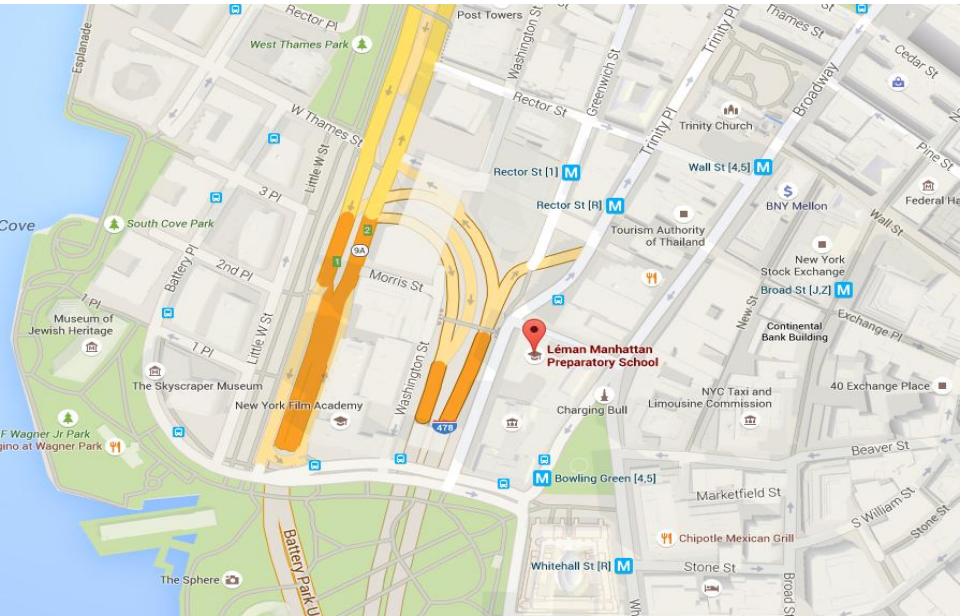 Rector Pl
Post Towers
Trinity Pl
Thames St
Esplanade
West Thames Park
Washington St
Greenwich St
Broadway
Cedar St
Rector St
W Thames St
Trinity Church
Trinity Pl
Pine St
Little W St
Rector St [1]
Wall St [4,5]
3 Pl
BNY Mellon
Federal Ha
Rector St [R]
Cove
South Cove Park
2
Tourism Authority
of Thailand
Wall St
9A
1
New York
Stock Exchange
Battery Pl
2nd Pl
Morris St
Broad St [J,Z]
1 Pl
Museum of
Jewish Heritage
Little W St
New St
Continental
Bank Building
Exchange Pl
1 Pl
Washington St
Léman Manhattan
Preparatory School
The Skyscraper Museum
NYC Taxi and
Limousine Commission
40 Exchange Place
New York Film Academy
Charging Bull
F Wagner Jr Park
478
gino at Wagner Park
Beaver St
Bowling Green [4,5]
Marketfield St
S William St
Stone St
Battery Park U
Chipotle Mexican Grill
Whitehall St [R]
Stone St
The Sphere
Broad St
Wh